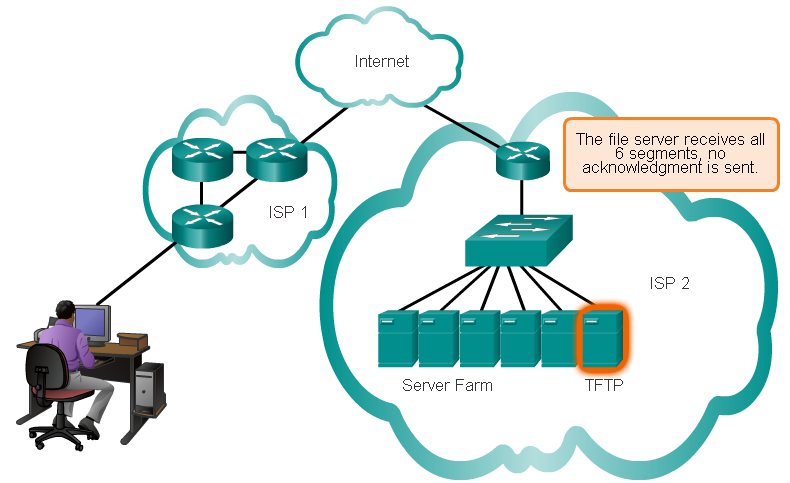 Internet
The file server receives all
6 segments, no
acknowledgment is sent.
ISP 1
ISP 2
Server Farm
TFTP